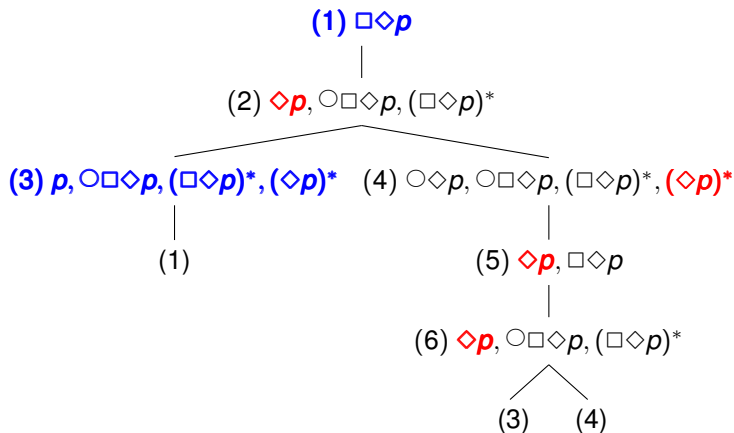 (1) □◇p
(2) ◇p, ○□◇p, (□◇p)*
(3) p, ○□◇p, (□◇p)*, (◇p)* (4) ○◇p, ○□◇p, (□◇p)*, (◇p)*
(1)
(5) ◇p, □◇p
(6) ◇p, ○□◇p, (□◇p)*
(3) (4)